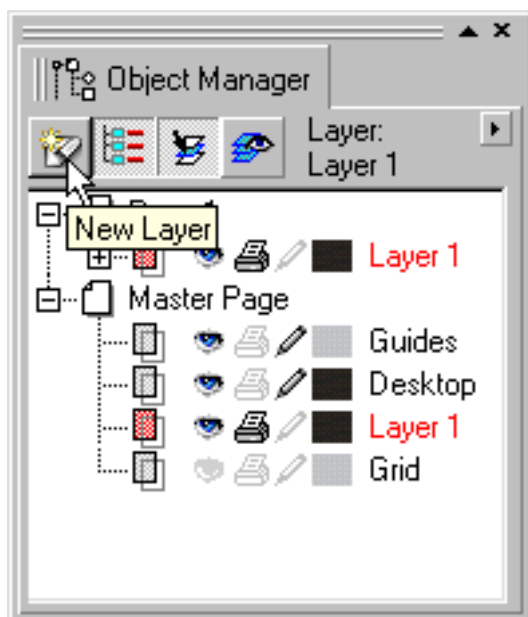 Object Manager
Layer:
Layer 1
New Layer
Layer 1
Master Page
Guides
Desktop
Layer 1
Grid